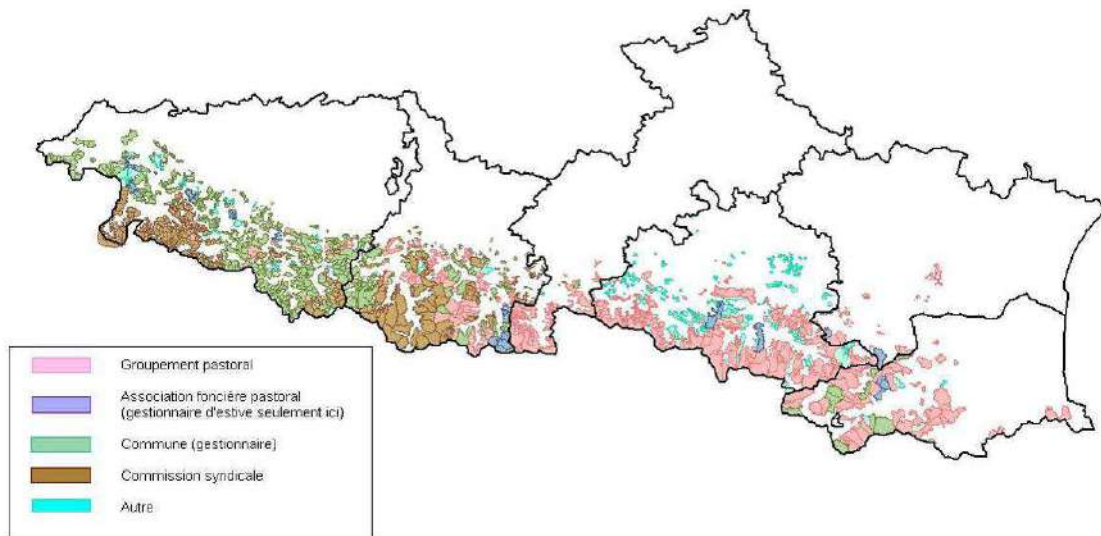 Groupement pastoral
Association foncière pastoral
(gestionnaire d'estive seulement ici)
Commune (gestionnaire)
Commission syndicale
Autre